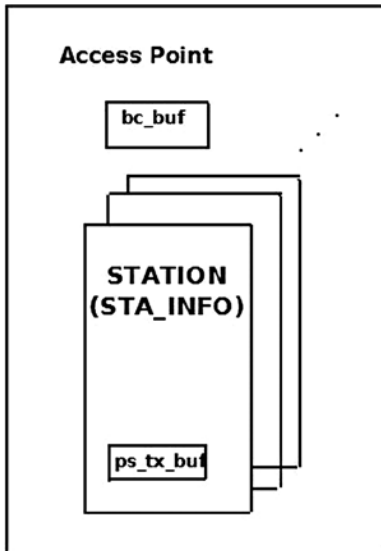 Access Point
bc_buf
STATION
(STA_INFO)
ps_tx_buf